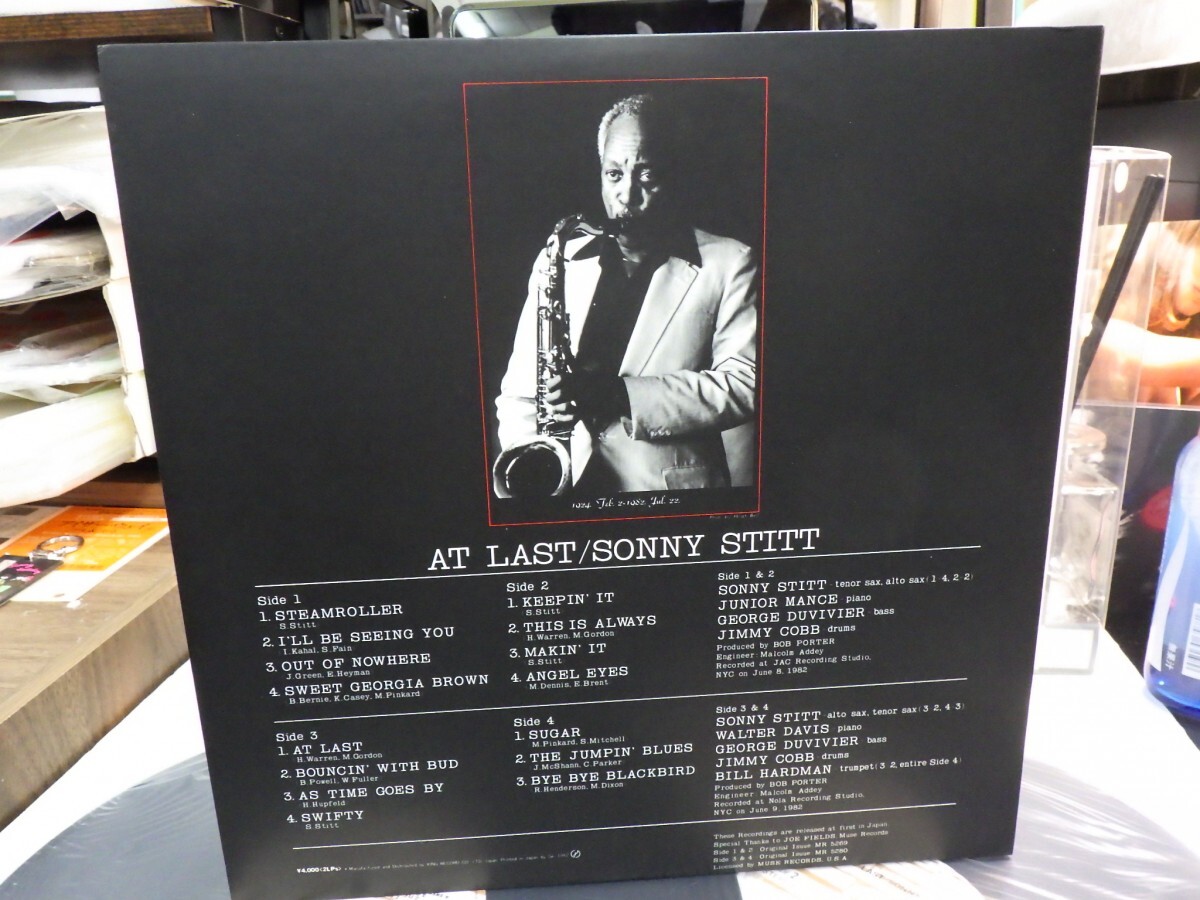 1924. Feb. 2-1982. Jul. 22.
AT LAST/SONNY STITT
Side 1
1. STEAMROLLER
S. Stitt
2. I'LL BE SEEING YOU
I. Kahal, S. Fain
3. OUT OF NOWHERE
J. Green, E. Heyman
4. SWEET GEORGIA BROWN
B. Bernie, K. Casey, M. Pinkard
Side 2
1. KEEPIN' IT
S. Stitt
2. THIS IS ALWAYS
H. Warren, M. Gordon
3. MAKIN' IT
S. Stitt
4. ANGEL EYES
M. Dennis, E. Brent
Side 1 & 2
SONNY STITT-tenor sax, alto sax (1-4, 2-2)
JUNIOR MANCE-piano
GEORGE DUVIVIER bass
JIMMY COBB drums
Produced by BOB PORTER
Engineer: Malcolm Addey
Recorded at JAC Recording Studio,
NYC on June 8, 1982
Side 3
1. AT LAST
H. Warren, M. Gordon
2. BOUNCIN' WITH BUD
B. Powell, W. Fuller
3. AS TIME GOES BY
H. Hupfeld
4. SWIFTY
S. Stitt
Side 4
1. SUGAR
M. Pinkard, S. Mitchell
2. THE JUMPIN' BLUES
J. McShann, C. Parker
3. BYE BYE BLACKBIRD
R. Henderson, M. Dixon
Side 3 & 4
SONNY STITT-alto sax, tenor sax (3-2, 4-3)
WALTER DAVIS piano
GEORGE DUVIVIER bass
JIMMY COBB-drums
BILL HARDMAN trumpet (3-2, entire Side 4)
Produced by BOB PORTER
Engineer: Malcolm Addey
Recorded at Nola Recording Studio,
NYC on June 9, 1982
These Recordings are released at first in Japan.
Special Thanks to JOE FIELDS, Muse Records
Side 1 & 2 Original Issue MR 5269
Side 3 & 4 Original Issue MR 5280
Licensed by MUSE RECORDS, U.S.A
¥4,000<2LPs>